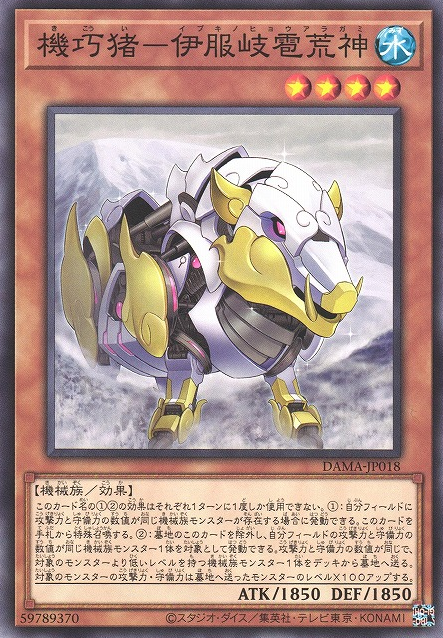 機巧猪-伊服岐雹荒神
水
DAMA-JP018
【機械族/効果】
このカード名の①②の効果はそれぞれ1ターンに1度しか使用できない。①:自分フィールドに
攻撃力と守備力の数値が同じ機械族モンスターが存在する場合に発動できる。このカードを
手札から特殊召喚する。②:墓地のこのカードを除外し、自分フィールドの攻撃力と守備力の
数値が同じ機械族モンスター1体を対象として発動できる。攻撃力と守備力の数値が同じで、
対象のモンスターより低いレベルを持つ機械族モンスター1体をデッキから墓地へ送る。
対象のモンスターの攻撃力・守備力は墓地へ送ったモンスターのレベル×100アップする。
ATK/1850 DEF/1850
59789370
©スタジオ・ダイス/集英社・テレビ東京・KONAMI